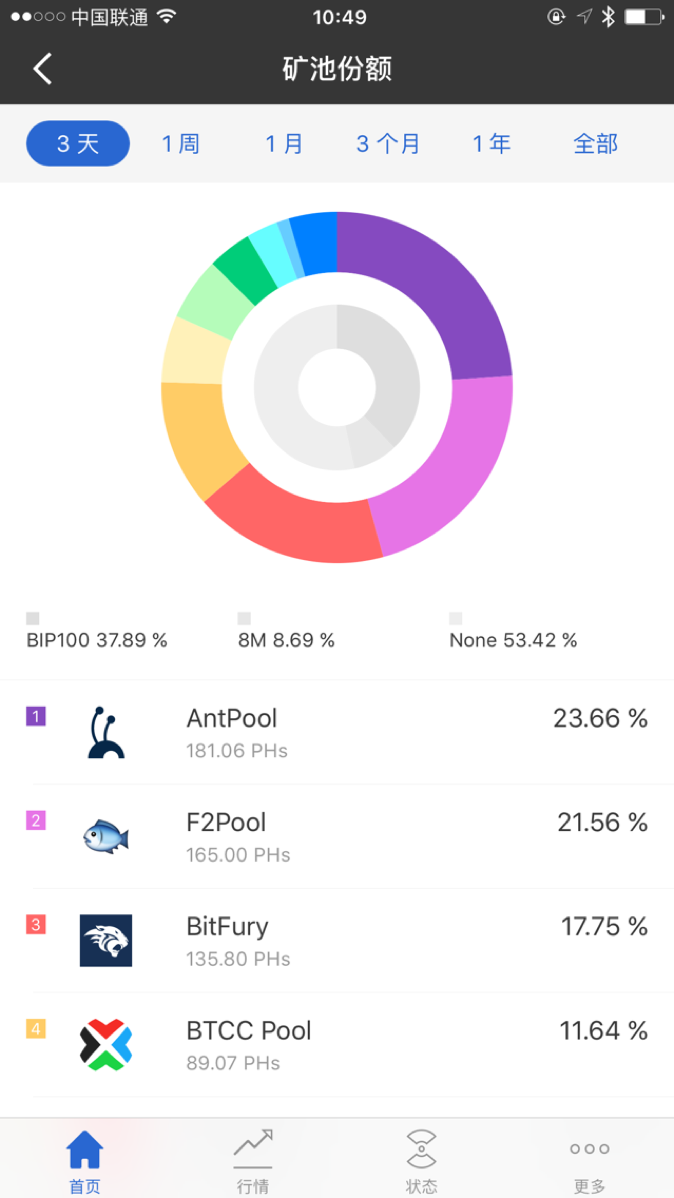 中国联通 10:49
矿池份额
3 天 1 周 1 月 3 个月 1 年 全部
BIP100 37.89 % 8M 8.69 % None 53.42 %
1 AntPool 23.66 %
181.06 PHs
2 F2Pool 21.56 %
165.00 PHs
3 BitFury 17.75 %
135.80 PHs
4 BTCC Pool 11.64 %
89.07 PHs
首页 行情 状态 更多